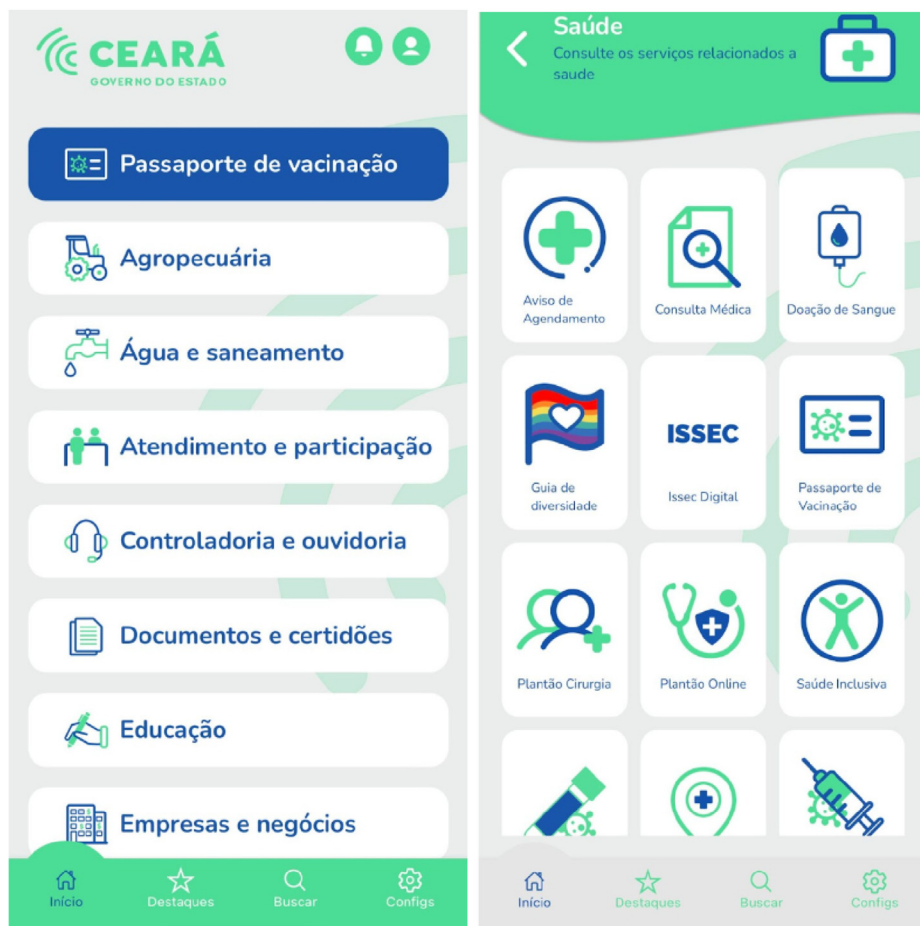 CEARÁ
GOVERNO DO ESTADO
Passaporte de vacinação
Agropecuária
Água e saneamento
Atendimento e participação
Controladoria e ouvidoria
Documentos e certidões
Educação
Empresas e negócios
Início
Destaques
Buscar
Configs
Saúde
Consulte os serviços relacionados a
saude
Aviso de
Agendamento
Consulta Médica
Doação de Sangue
Guia de
diversidade
ISSEC
Issec Digital
Passaporte de
Vacinação
Plantão Cirurgia
Plantão Online
Saúde Inclusiva
Início
Destaques
Buscar
Configs